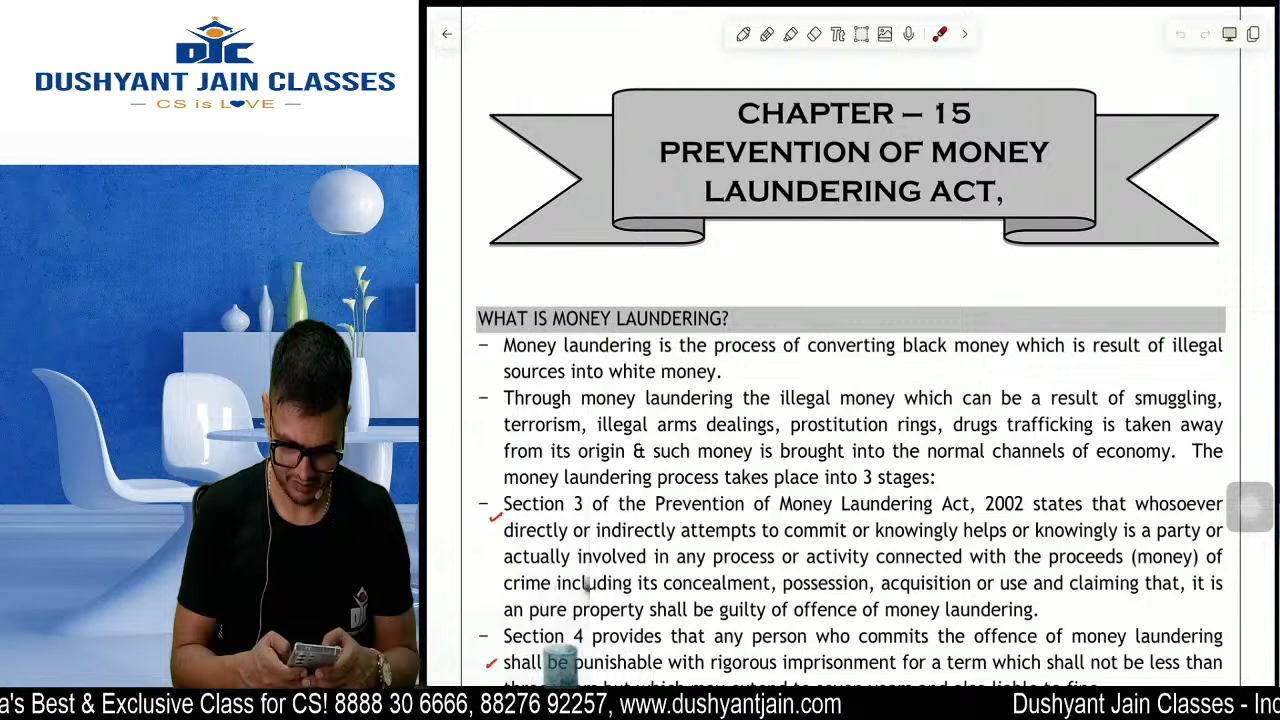 DJC
DUSHYANT JAIN CLASSES
CS is LVE
CHAPTER – 15
PREVENTION OF MONEY
LAUNDERING ACT,
WHAT IS MONEY LAUNDERING?
– Money laundering is the process of converting black money which is result of illegal
sources into white money.
– Through money laundering the illegal money which can be a result of smuggling,
terrorism, illegal arms dealings, prostitution rings, drugs trafficking is taken away
from its origin & such money is brought into the normal channels of economy. The
money laundering process takes place into 3 stages:
– Section 3 of the Prevention of Money Laundering Act, 2002 states that whosoever
directly or indirectly attempts to commit or knowingly helps or knowingly is a party or
actually involved in any process or activity connected with the proceeds (money) of
crime including its concealment, possession, acquisition or use and claiming that, it is
an pure property shall be guilty of offence of money laundering.
– Section 4 provides that any person who commits the offence of money laundering
shall be punishable with rigorous imprisonment for a term which shall not be less than
a's Best & Exclusive Class for CS! 8888 30 6666, 88276 92257, www.dushyantjain.com
Dushyant Jain Classes - Inc